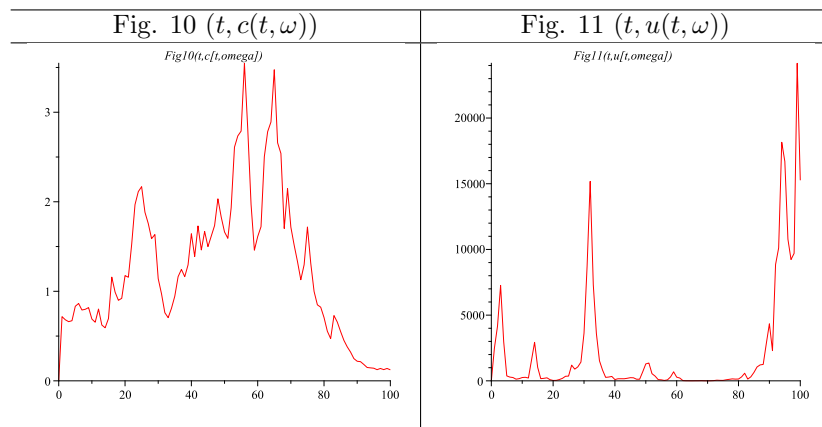 Fig. 10 (t, c(t, ω))
Fig. 11 (t, u(t, ω))
Fig10(t,c[t,omega])
3
2
1
0
0 20 40 60 80 100
Fig11(t,u[t,omega])
20000
15000
10000
5000
0
0 20 40 60 80 100